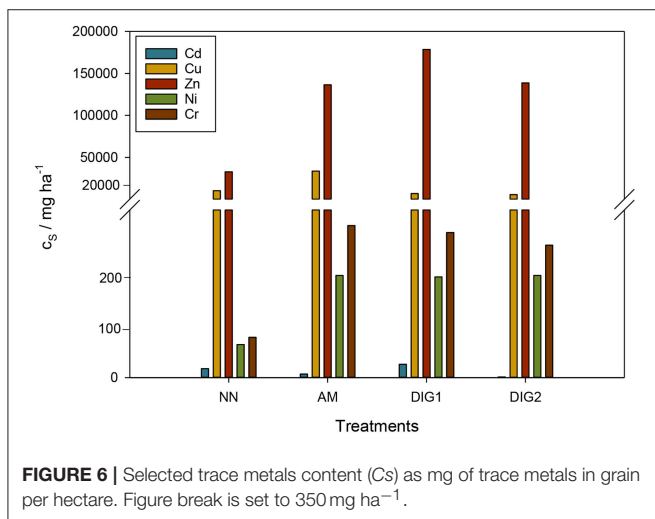 200000
150000
100000
50000
20000
200
100
0
c_s / mg ha⁻¹
Cd
Cu
Zn
Ni
Cr
NN AM DIG1 DIG2
Treatments
FIGURE 6 | Selected trace metals content (Cs) as mg of trace metals in grain
per hectare. Figure break is set to 350 mg ha⁻¹.